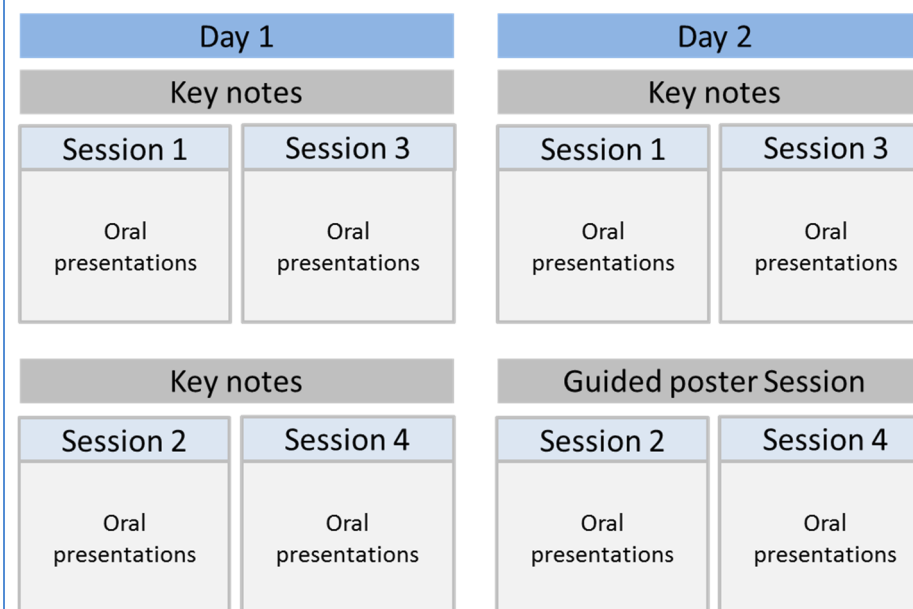 Day 1
Key notes
Session 1
Session 3
Oral
presentations
Oral
presentations
Key notes
Session 2
Session 4
Oral
presentations
Oral
presentations
Day 2
Key notes
Session 1
Session 3
Oral
presentations
Oral
presentations
Guided poster Session
Session 2
Session 4
Oral
presentations
Oral
presentations